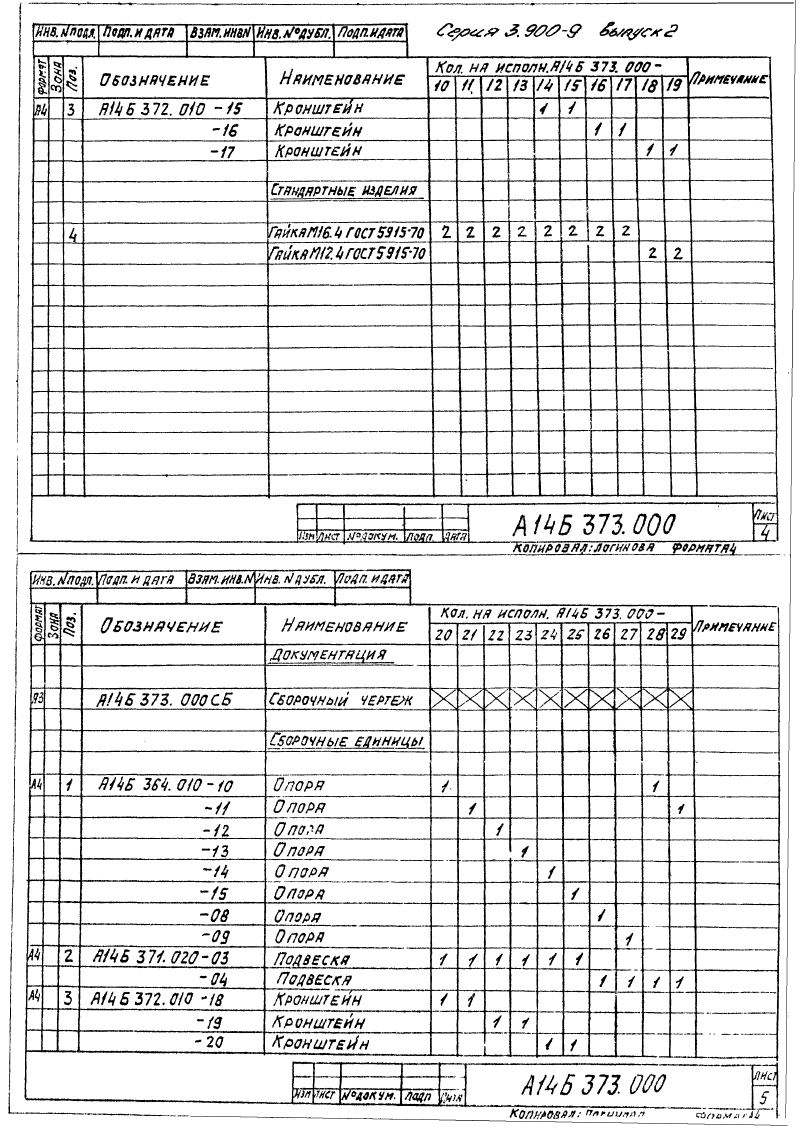 Серия 3.900-9 выпуск 2
Инв. № подл. Подп. и дата Взам. инв № Инв. № дубл. Подп. и дата
Формат Зона Поз. Обозначение Наименование Кол. на исполн. А14Б 373.000 - Примечание
10 11 12 13 14 15 16 17 18 19
А4 3 А14Б 372.010 -15 Кронштейн 1 1
-16 Кронштейн 1 1
-17 Кронштейн 1 1
Стандартные изделия
4 Гайка М16.4 ГОСТ 5915-70 2 2 2 2 2 2 2 2
Гайка М12.4 ГОСТ 5915-70 2 2
Изм Лист № докум. Подп. Дата А14Б 373.000 Лист 4
Копировал: Логинова Формат А4
Инв. № подл. Подп. и дата Взам. инв. № Инв. № дубл. Подп. и дата
Формат Зона Поз. Обозначение Наименование Кол. на исполн. А14Б 373.000 - Примечание
20 21 22 23 24 25 26 27 28 29
Документация
А3 А14Б 373.000 СБ Сборочный чертеж
Сборочные единицы
А4 1 А14Б 364.010 -10 Опора 1 1
-11 Опора 1 1
-12 Опора 1
-13 Опора 1
-14 Опора 1
-15 Опора 1
-08 Опора 1
-09 Опора 1
А4 2 А14Б 371.020 -03 Подвеска 1 1 1 1 1 1
-04 Подвеска 1 1 1 1
А4 3 А14Б 372.010 -18 Кронштейн 1 1
-19 Кронштейн 1 1
-20 Кронштейн 1 1
Изм Лист № докум. Подп Дата А14Б 373.000 Лист 5
Копировал: Формат А4